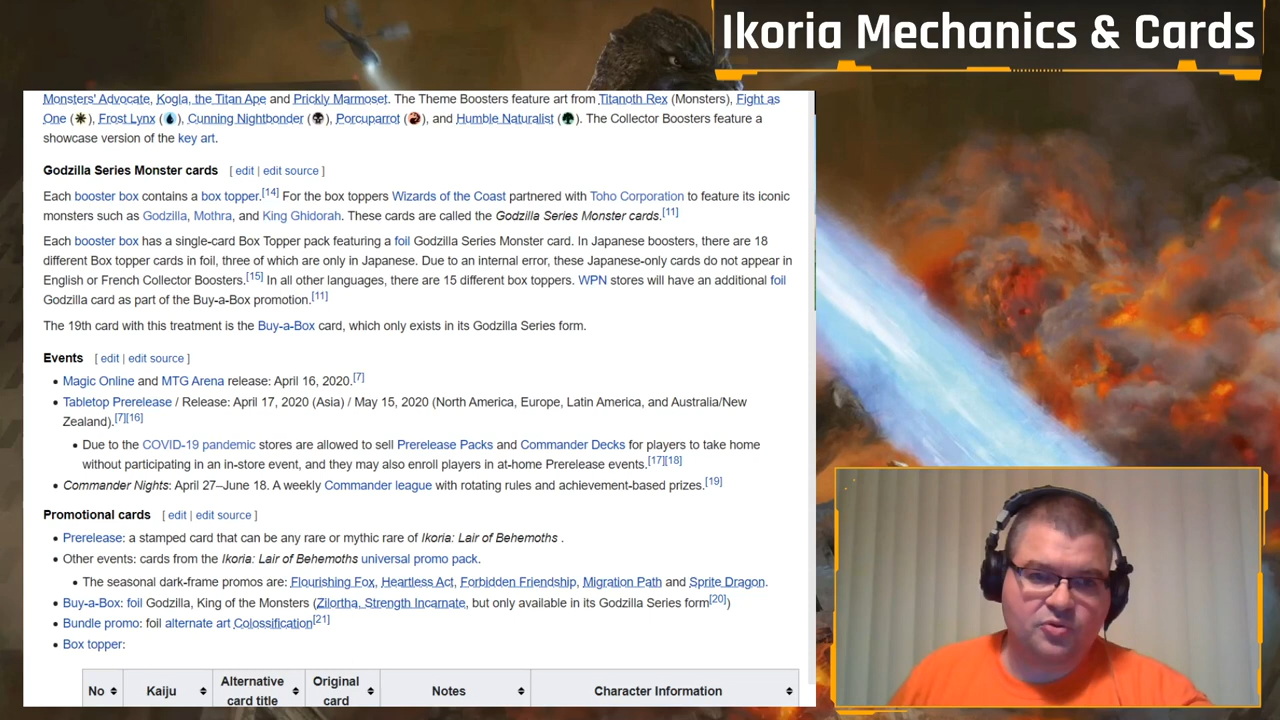 Ikoria Mechanics & Cards
Monsters' Advocate, Kogla, the Titan Ape and Prickly Marmoset. The Theme Boosters feature art from Titanoth Rex (Monsters), Fight as
One (), Frost Lynx (), Cunning Nightbonder (), Porcuparrot (), and Humble Naturalist (). The Collector Boosters feature a
showcase version of the key art.
Godzilla Series Monster cards [ edit | edit source ]
Each booster box contains a box topper.[14] For the box toppers Wizards of the Coast partnered with Toho Corporation to feature its iconic
monsters such as Godzilla, Mothra, and King Ghidorah. These cards are called the Godzilla Series Monster cards.[11]
Each booster box has a single-card Box Topper pack featuring a foil Godzilla Series Monster card. In Japanese boosters, there are 18
different Box topper cards in foil, three of which are only in Japanese. Due to an internal error, these Japanese-only cards do not appear in
English or French Collector Boosters.[15] In all other languages, there are 15 different box toppers. WPN stores will have an additional foil
Godzilla card as part of the Buy-a-Box promotion.[11]
The 19th card with this treatment is the Buy-a-Box card, which only exists in its Godzilla Series form.
Events [ edit | edit source ]
• Magic Online and MTG Arena release: April 16, 2020.[7]
• Tabletop Prerelease / Release: April 17, 2020 (Asia) / May 15, 2020 (North America, Europe, Latin America, and Australia/New
Zealand).[7][16]
• Due to the COVID-19 pandemic stores are allowed to sell Prerelease Packs and Commander Decks for players to take home
without participating in an in-store event, and they may also enroll players in at-home Prerelease events.[17][18]
• Commander Nights: April 27–June 18. A weekly Commander league with rotating rules and achievement-based prizes.[19]
Promotional cards [ edit | edit source ]
• Prerelease: a stamped card that can be any rare or mythic rare of Ikoria: Lair of Behemoths .
• Other events: cards from the Ikoria: Lair of Behemoths universal promo pack.
• The seasonal dark-frame promos are: Flourishing Fox, Heartless Act, Forbidden Friendship, Migration Path and Sprite Dragon.
• Buy-a-Box: foil Godzilla, King of the Monsters (Zilortha, Strength Incarnate, but only available in its Godzilla Series form[20])
• Bundle promo: foil alternate art Colossification[21]
• Box topper:
No Kaiju Alternative card title Original card Notes Character Information